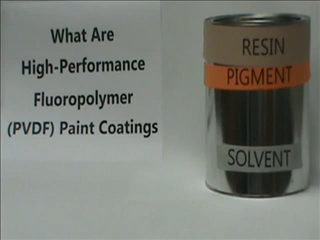 What Are
High-Performance
Fluoropolymer
(PVDF) Paint Coatings
RESIN
PIGMENT
SOLVENT